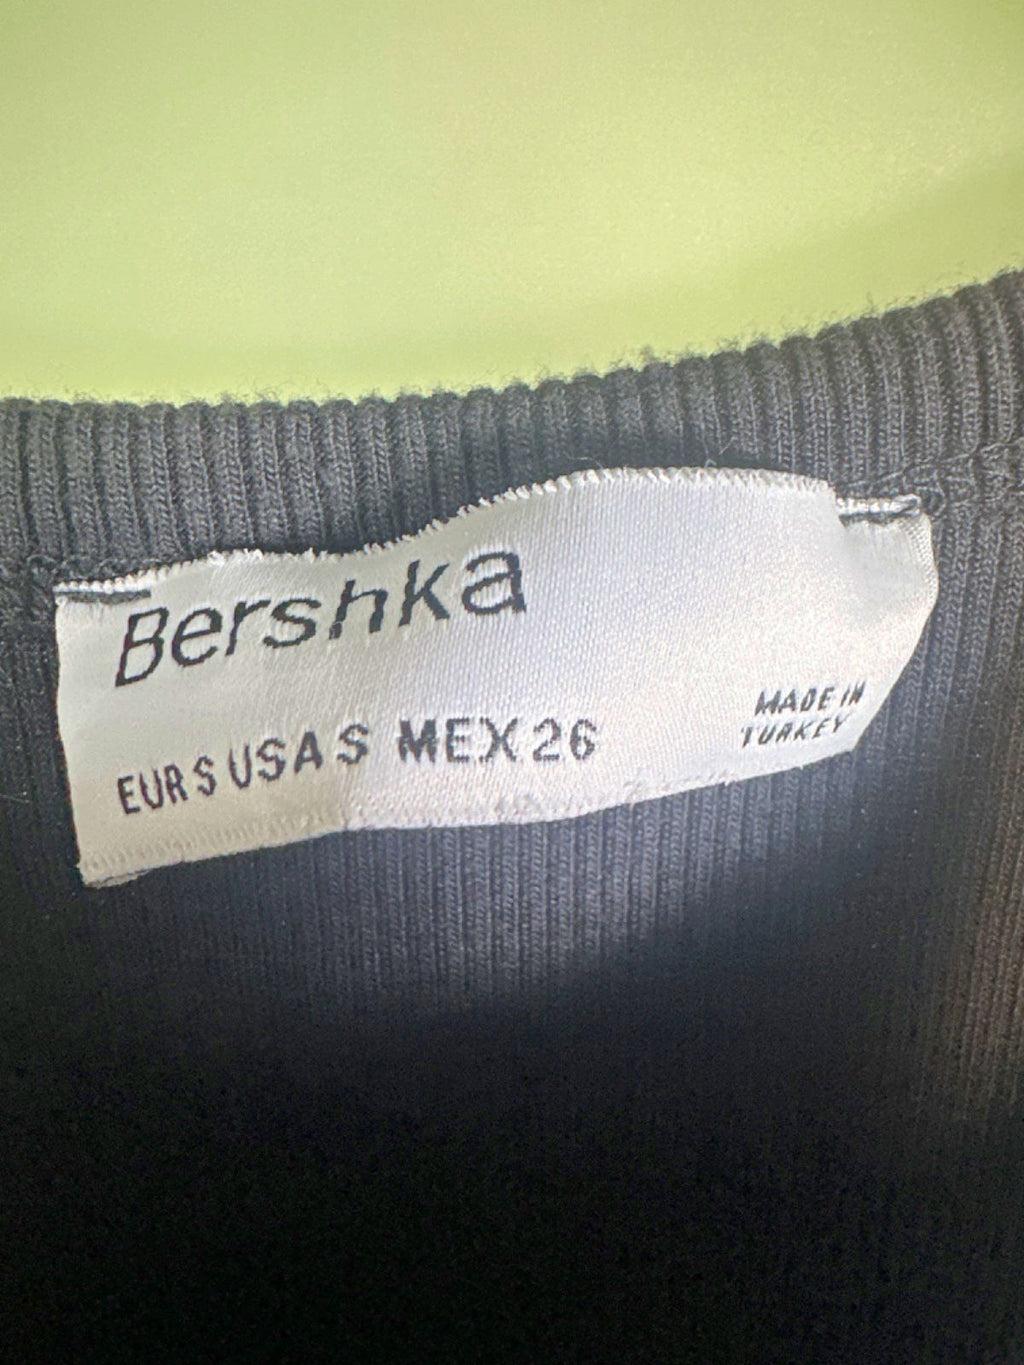 Bershka
EUR S USA S MEX 26
MADE IN
TURKEY